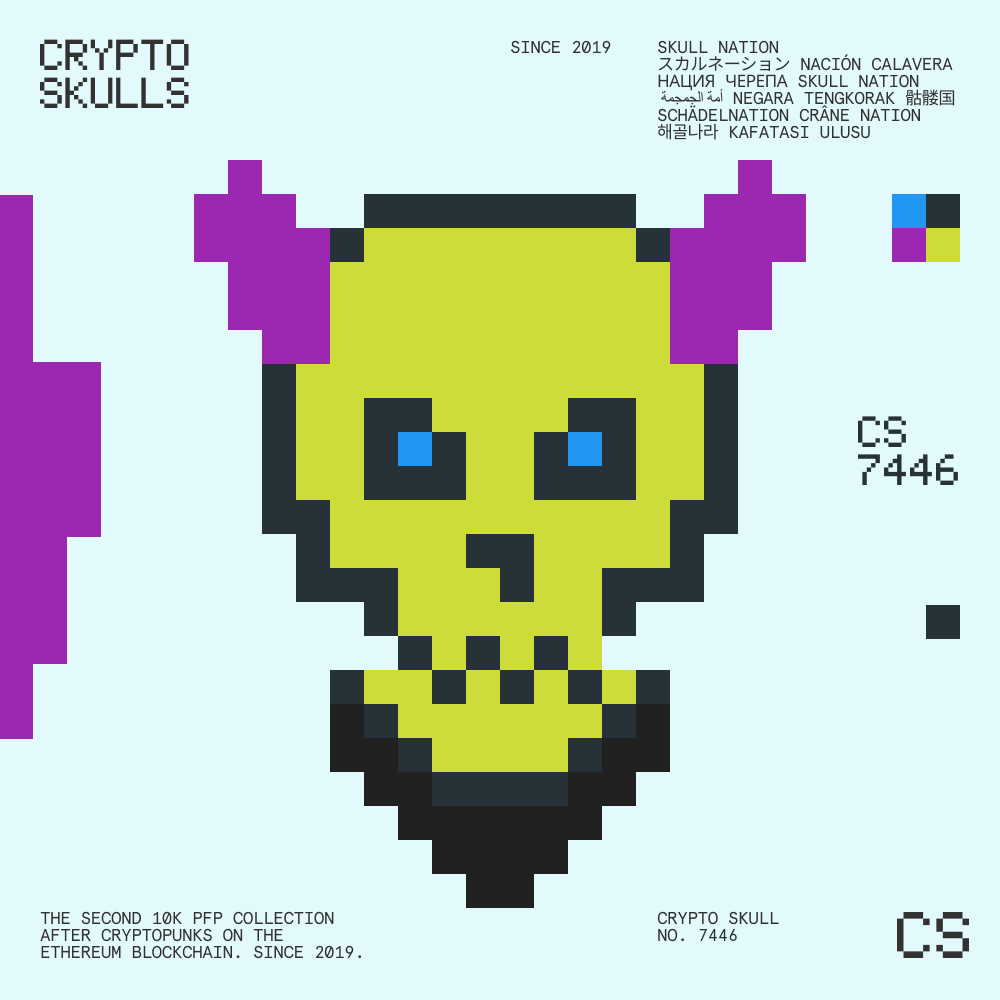 CRYPTO
SKULLS
SINCE 2019
SKULL NATION
スカルネーション NACIÓN CALAVERA
НАЦИЯ ЧЕРЕПА SKULL NATION
أمة الجمجمة NEGARA TENGKORAK 骷髏国
SCHÄDELNATION CRÂNE NATION
해골나라 KAFATASI ULUSU
CS
7446
THE SECOND 10K PFP COLLECTION
AFTER CRYPTOPUNKS ON THE
ETHEREUM BLOCKCHAIN. SINCE 2019.
CRYPTO SKULL
NO. 7446
CS